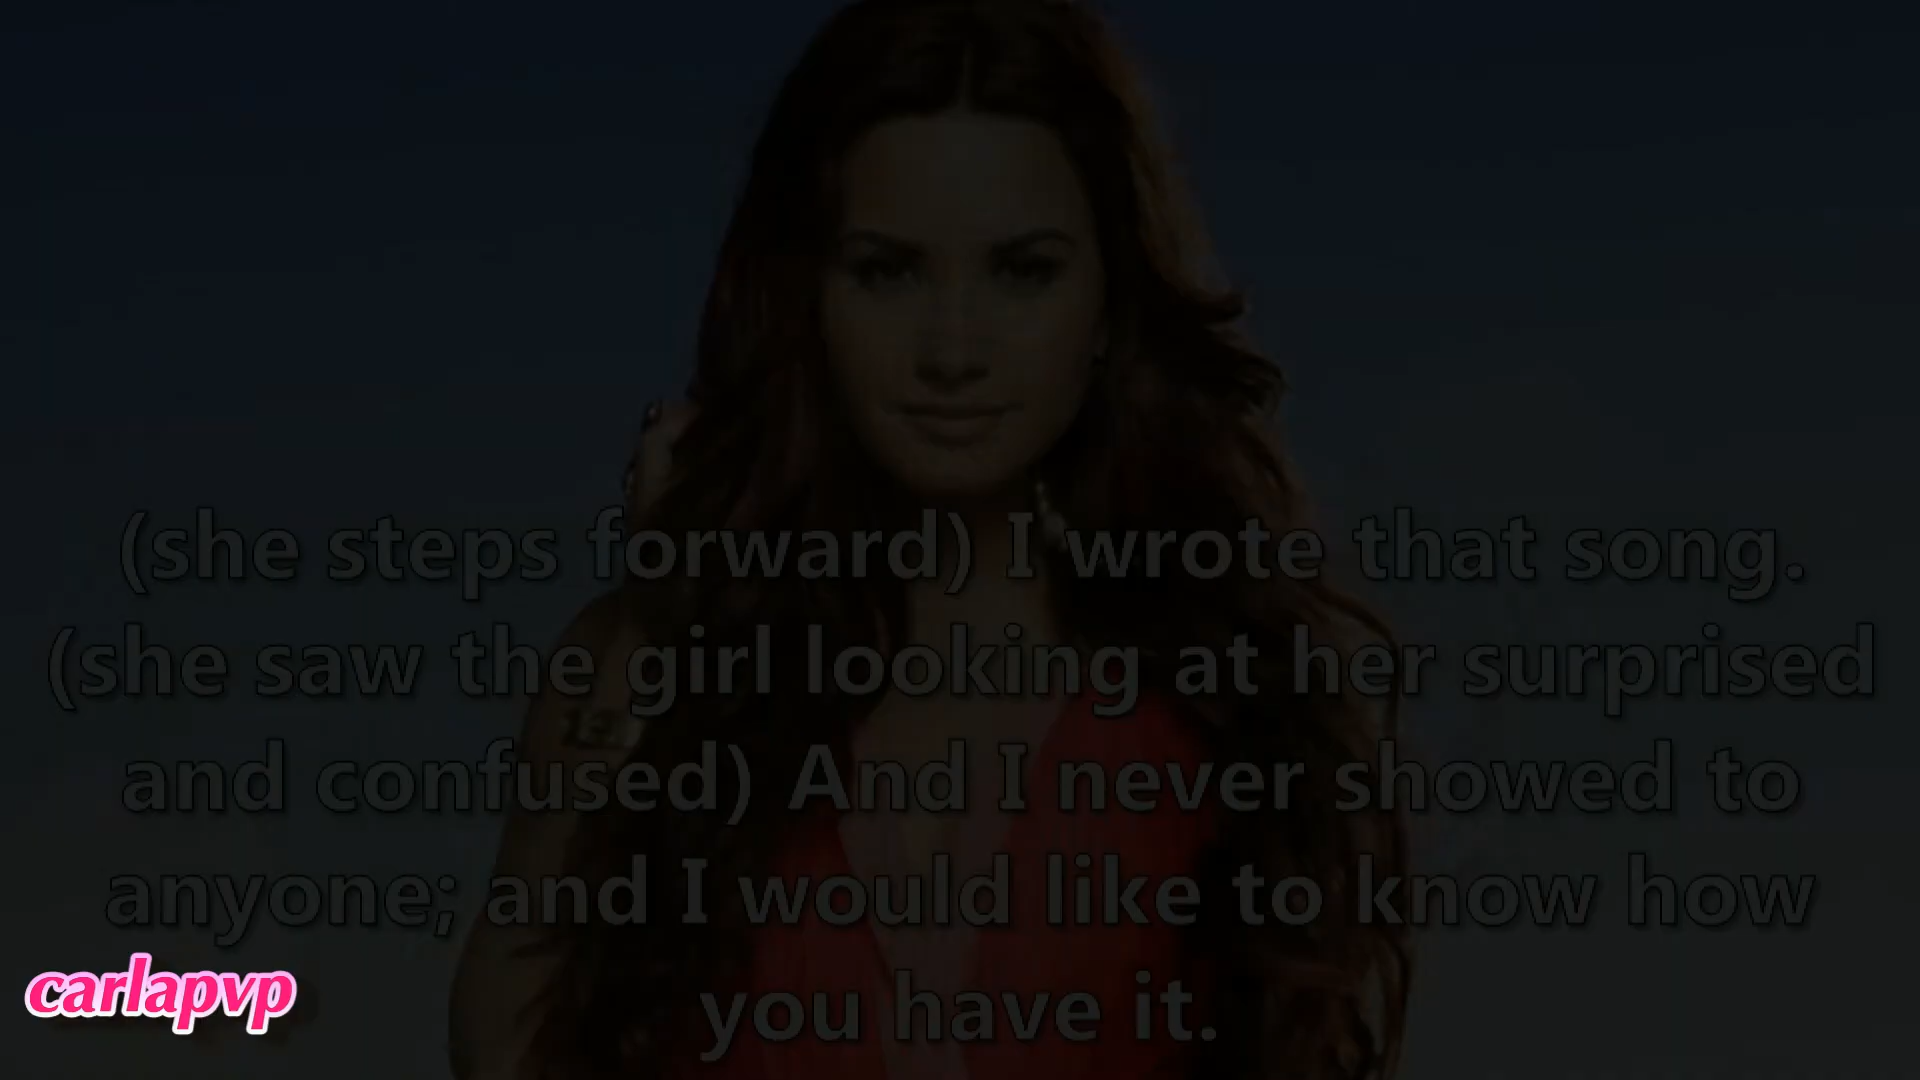 (she steps forward) I wrote that song.
(she saw the girl looking at her surprised
and confused) And I never showed to
anyone; and I would like to know how
you have it.
carlapvp